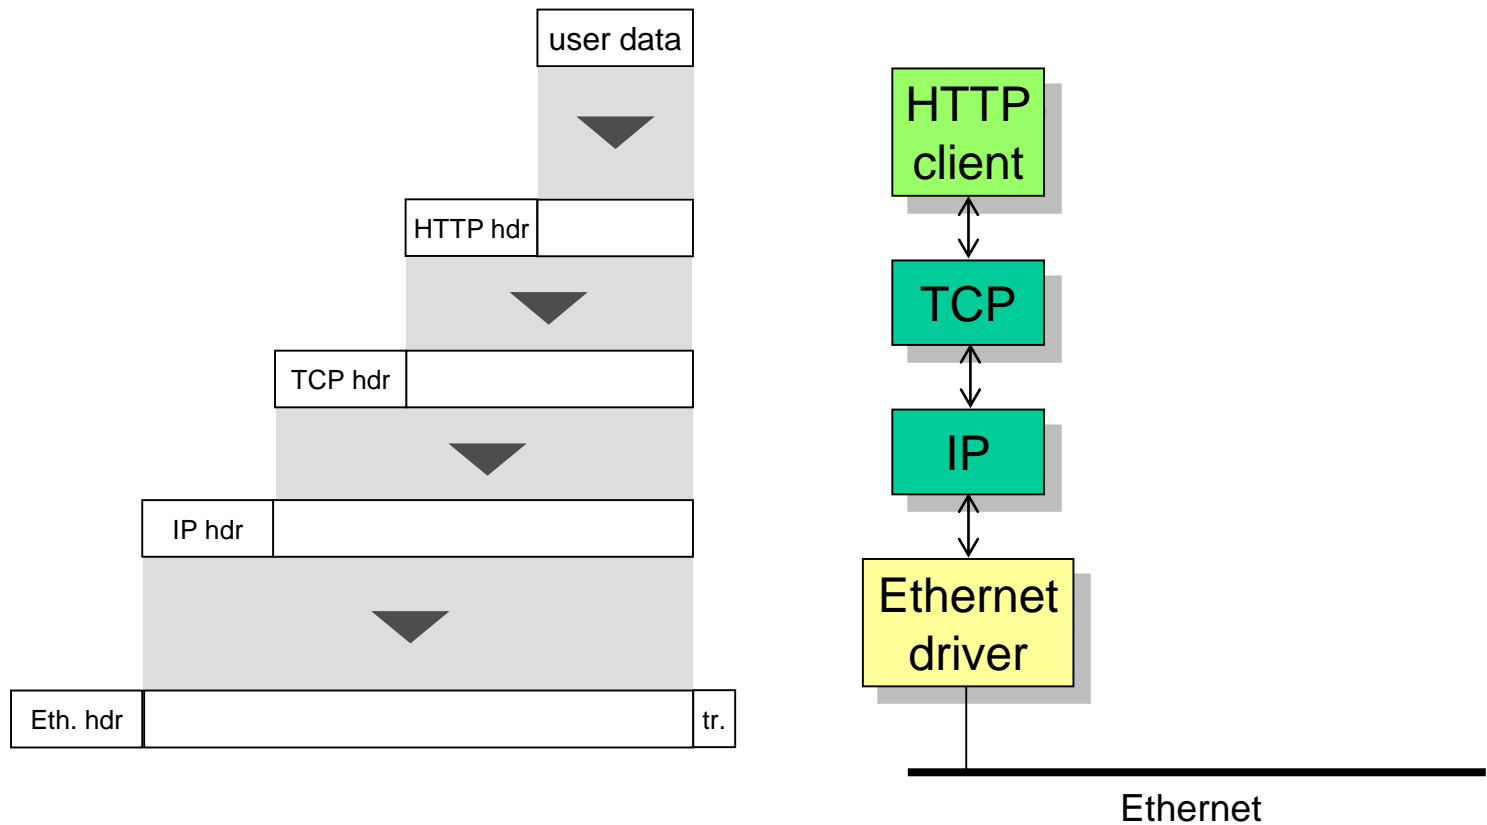 user data
HTTP hdr
TCP hdr
IP hdr
Eth. hdr
tr.
HTTP
client
TCP
IP
Ethernet
driver
Ethernet